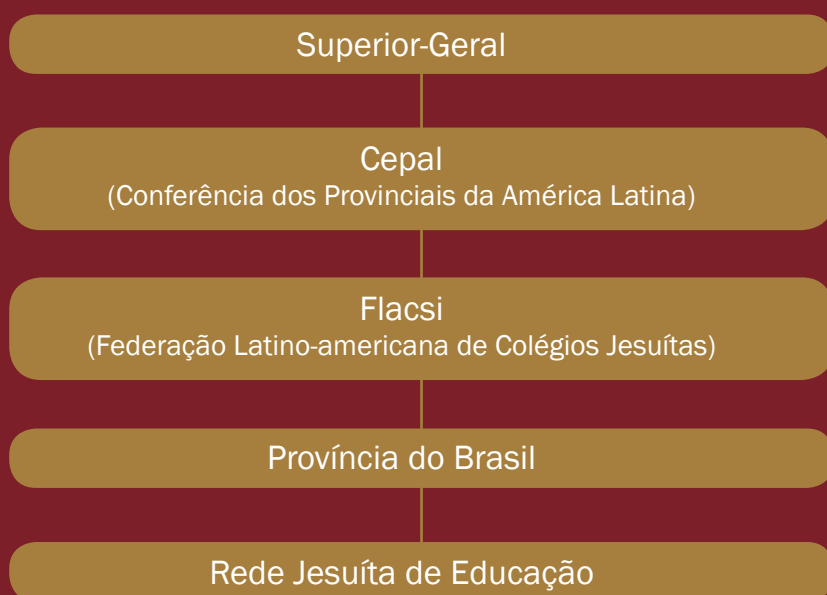 Superior-Geral
Cepal
(Conferência dos Provinciais da América Latina)
Flacsi
(Federação Latino-americana de Colégios Jesuítas)
Província do Brasil
Rede Jesuíta de Educação